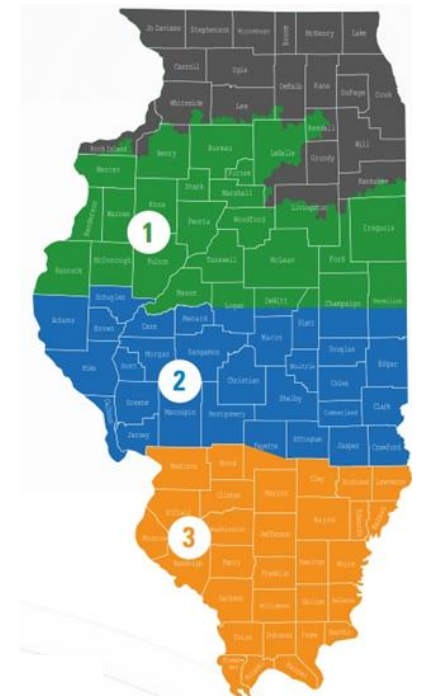 Jo Daviess Stephenson Winnebago Boone McHenry Lake
Carroll Ogle DeKalb Kane DuPage Cook
Whiteside Lee Kendall Will
Rock Island Henry Bureau LaSalle Grundy
Mercer Putnam Kankakee
Stark Marshall Livingston
Henderson Warren Knox Peoria Woodford Iroquois
1
Hancock McDonough Fulton Tazewell McLean Ford
Mason Logan DeWitt Champaign Vermilion
Adams Schuyler Menard Piatt
Brown Cass Macon Douglas
Pike Scott Morgan Sangamon Moultrie Edgar
2
Christian Coles
Calhoun Greene Macoupin Montgomery Shelby Cumberland Clark
Jersey Fayette Effingham Jasper Crawford
Madison Bond Clay Richland Lawrence
Clinton Marion
3
Monroe Washington Jefferson Wayne Edwards
Randolph Perry Hamilton White
Franklin
Jackson Williamson Saline Gallatin
Union Johnson Pope Hardin
Massac